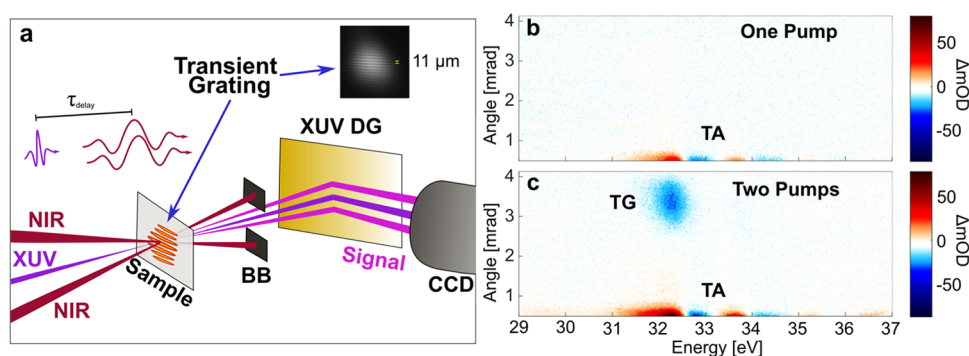 a
Transient
Grating
11 µm
τdelay
XUV DG
NIR
XUV
NIR
Sample
BB
Signal
CCD
b
One Pump
TA
Angle [mrad]
4
3
2
1
50
0
-50
ΔmOD
c
Two Pumps
TG
TA
Angle [mrad]
4
3
2
1
29 30 31 32 33 34 35 36 37
Energy [eV]
50
0
-50
ΔmOD